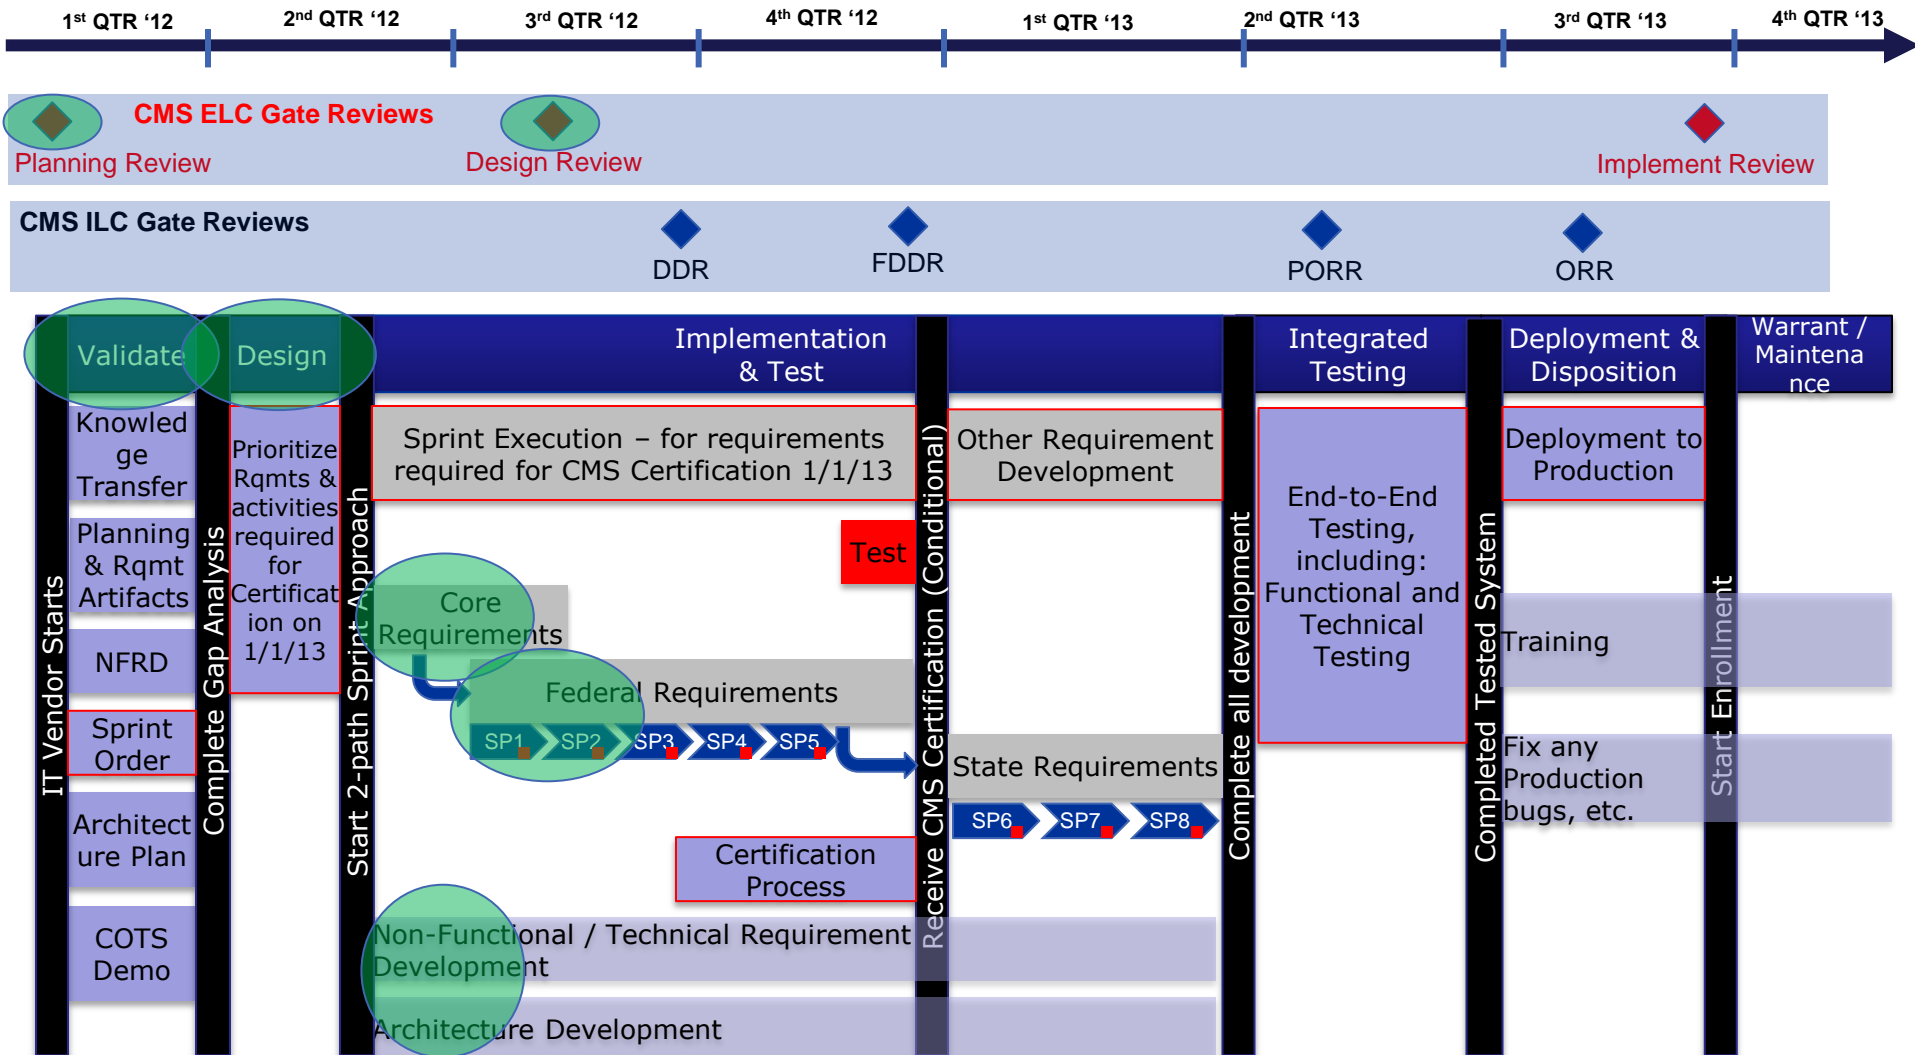 1st QTR ‘12
2nd QTR ‘12
3rd QTR ‘12
4th QTR ‘12
1st QTR ‘13
2nd QTR ‘13
3rd QTR ‘13
4th QTR ‘13
CMS ELC Gate Reviews
Planning Review
Design Review
Implement Review
CMS ILC Gate Reviews
DDR
FDDR
PORR
ORR
Validate
Design
Implementation
& Test
Integrated
Testing
Deployment &
Disposition
Warrant /
Maintena
nce
IT Vendor Starts
Knowled
ge
Transfer
Planning
& Rqmt
Artifacts
NFRD
Sprint
Order
Architect
ure Plan
COTS
Demo
Complete Gap Analysis
Prioritize
Rqmts &
activities
required
for
Certificat
ion on
1/1/13
Start 2-path Sprint Approach
Sprint Execution – for requirements
required for CMS Certification 1/1/13
Test
Core
Requirements
Federal Requirements
SP1
SP2
SP3
SP4
SP5
Certification
Process
Non-Functional / Technical Requirement
Development
Architecture Development
Receive CMS Certification (Conditional)
Other Requirement
Development
State Requirements
SP6
SP7
SP8
Complete all development
End-to-End
Testing,
including:
Functional and
Technical
Testing
Completed Tested System
Deployment to
Production
Training
Fix any
Production
bugs, etc.
Start Enrollment